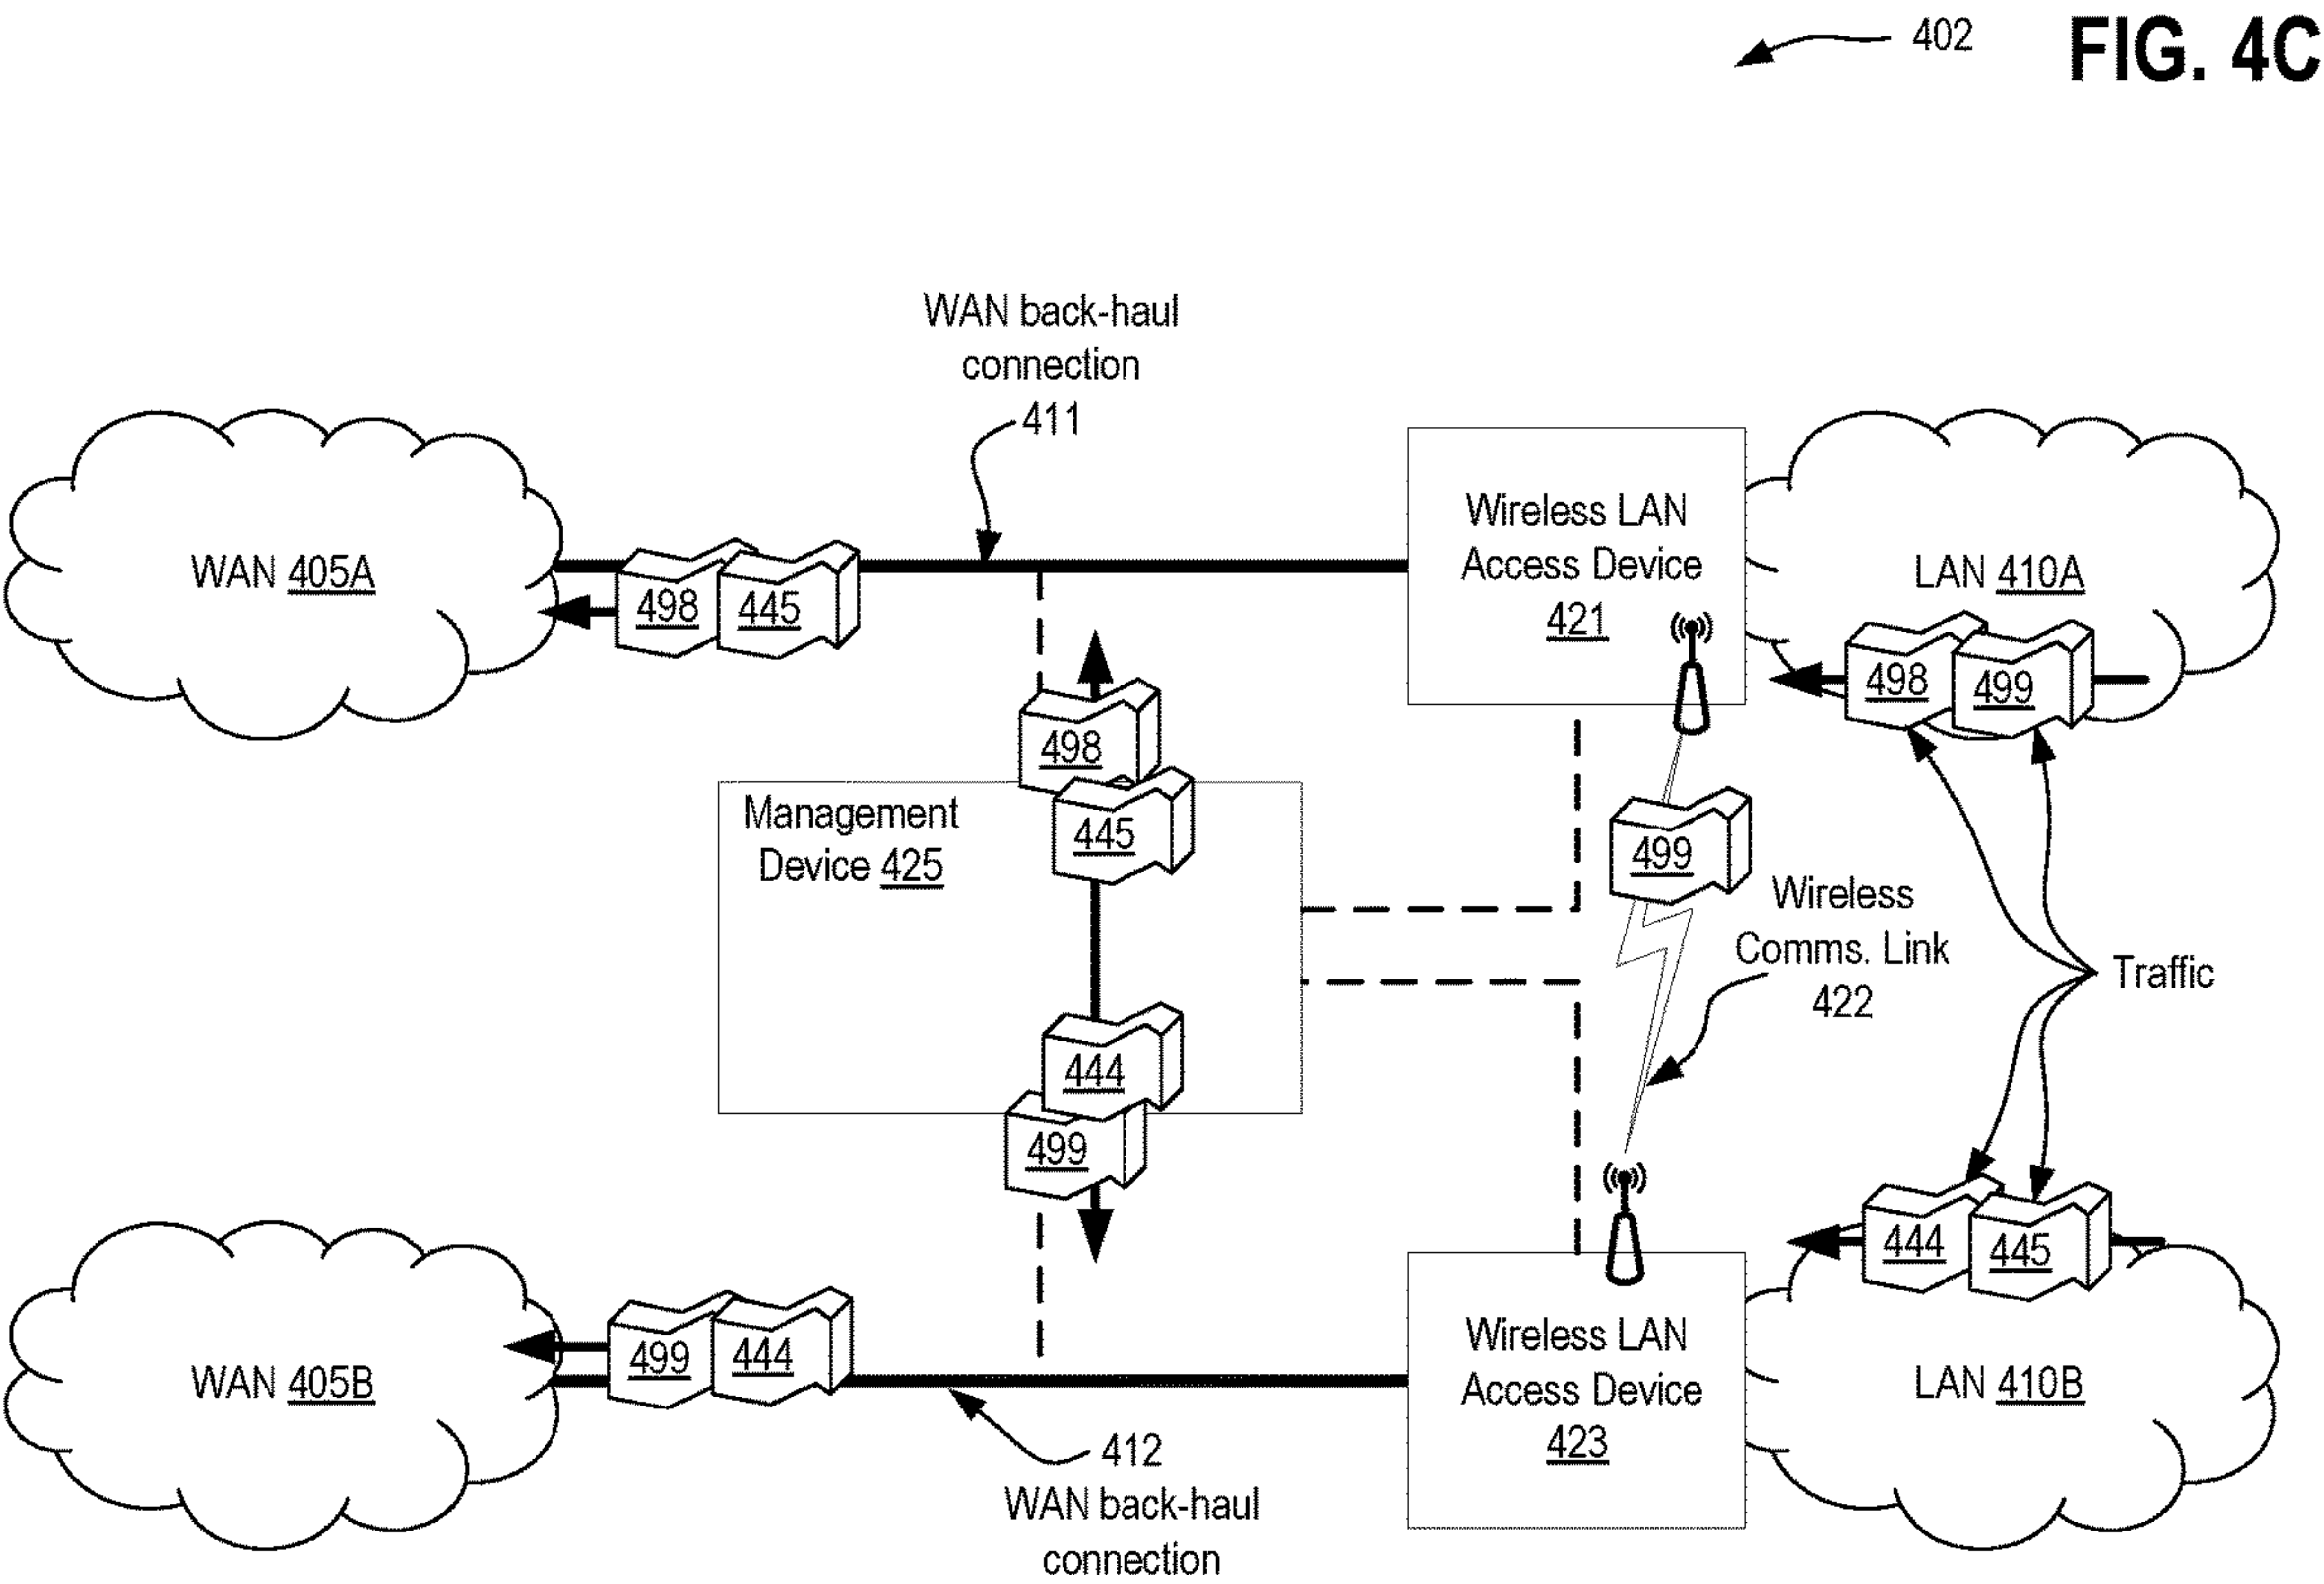 402
FIG. 4C
WAN back-haul
connection
411
WAN 405A
498
445
Wireless LAN
Access Device
421
LAN 410A
498
499
498
445
Management
Device 425
499
Wireless
Comms. Link
422
Traffic
444
499
444
445
WAN 405B
499
444
Wireless LAN
Access Device
423
LAN 410B
412
WAN back-haul
connection